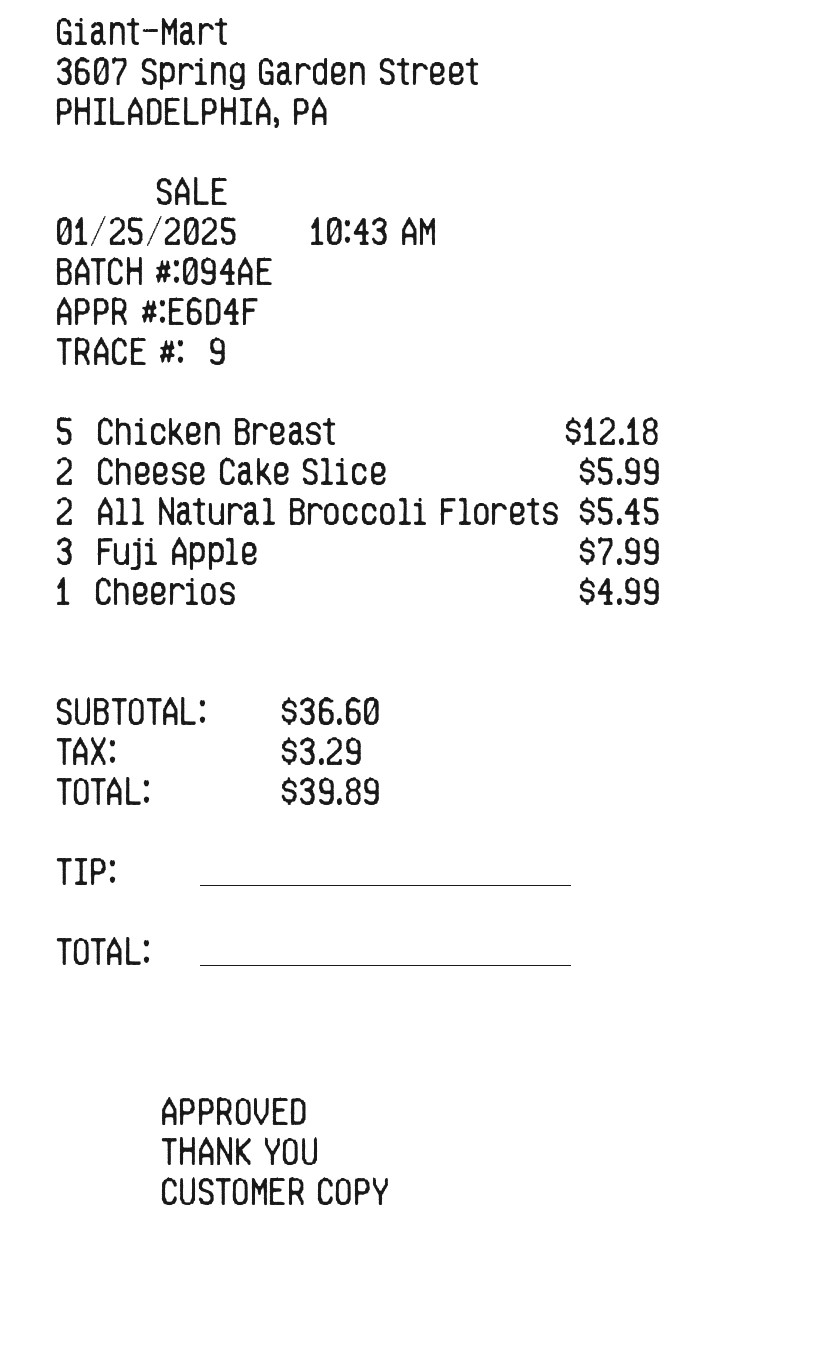 Giant-Mart
3607 Spring Garden Street
PHILADELPHIA, PA
SALE
01/25/2025 10:43 AM
BATCH #:094AE
APPR #:E6D4F
TRACE #: 9
5 Chicken Breast $12.18
2 Cheese Cake Slice $5.99
2 All Natural Broccoli Florets $5.45
3 Fuji Apple $7.99
1 Cheerios $4.99
SUBTOTAL: $36.60
TAX: $3.29
TOTAL: $39.89
TIP:
TOTAL:
APPROVED
THANK YOU
CUSTOMER COPY